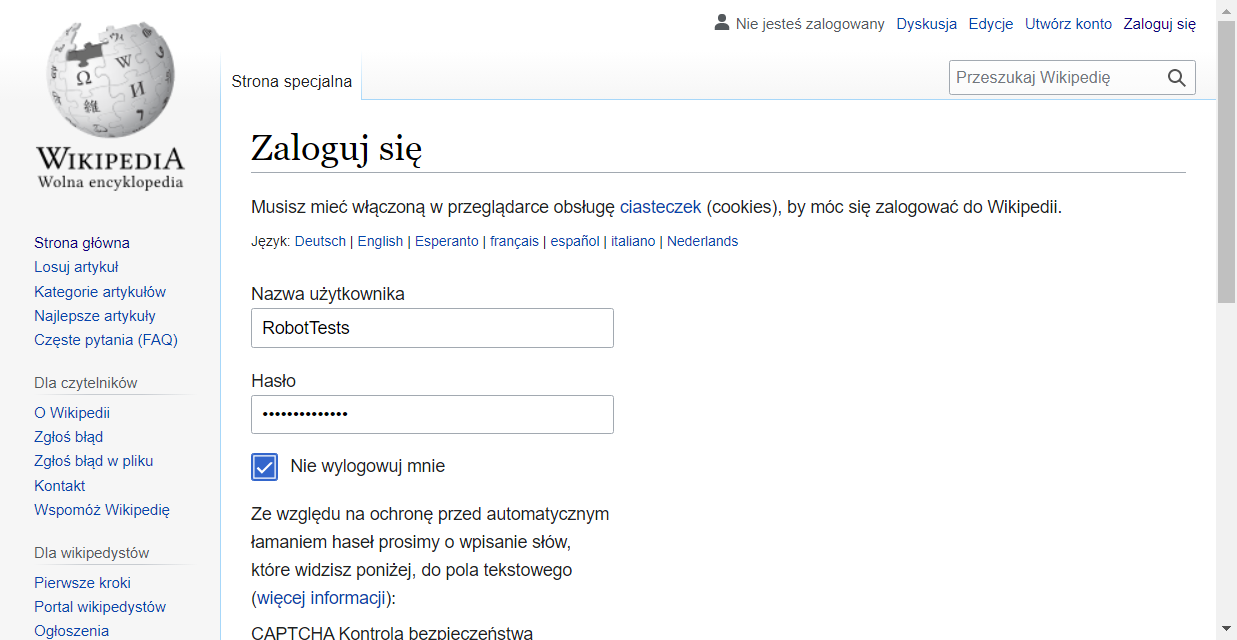 Nie jesteś zalogowany Dyskusja Edycje Utwórz konto Zaloguj się
Strona specjalna
Przeszukaj Wikipedię
WIKIPEDIA
Wolna encyklopedia
Strona główna
Losuj artykuł
Kategorie artykułów
Najlepsze artykuły
Częste pytania (FAQ)
Dla czytelników
O Wikipedii
Zgłoś błąd
Zgłoś błąd w pliku
Kontakt
Wspomóż Wikipedię
Dla wikipedystów
Pierwsze kroki
Portal wikipedystów
Ogłoszenia
Zaloguj się
Musisz mieć włączoną w przeglądarce obsługę ciasteczek (cookies), by móc się zalogować do Wikipedii.
Język: Deutsch | English | Esperanto | français | español | italiano | Nederlands
Nazwa użytkownika
RobotTests
Hasło
••••••••••••••
Nie wylogowuj mnie
Ze względu na ochronę przed automatycznym
łamaniem haseł prosimy o wpisanie słów,
które widzisz poniżej, do pola tekstowego
(więcej informacji):
CAPTCHA Kontrola bezpieczeństwa